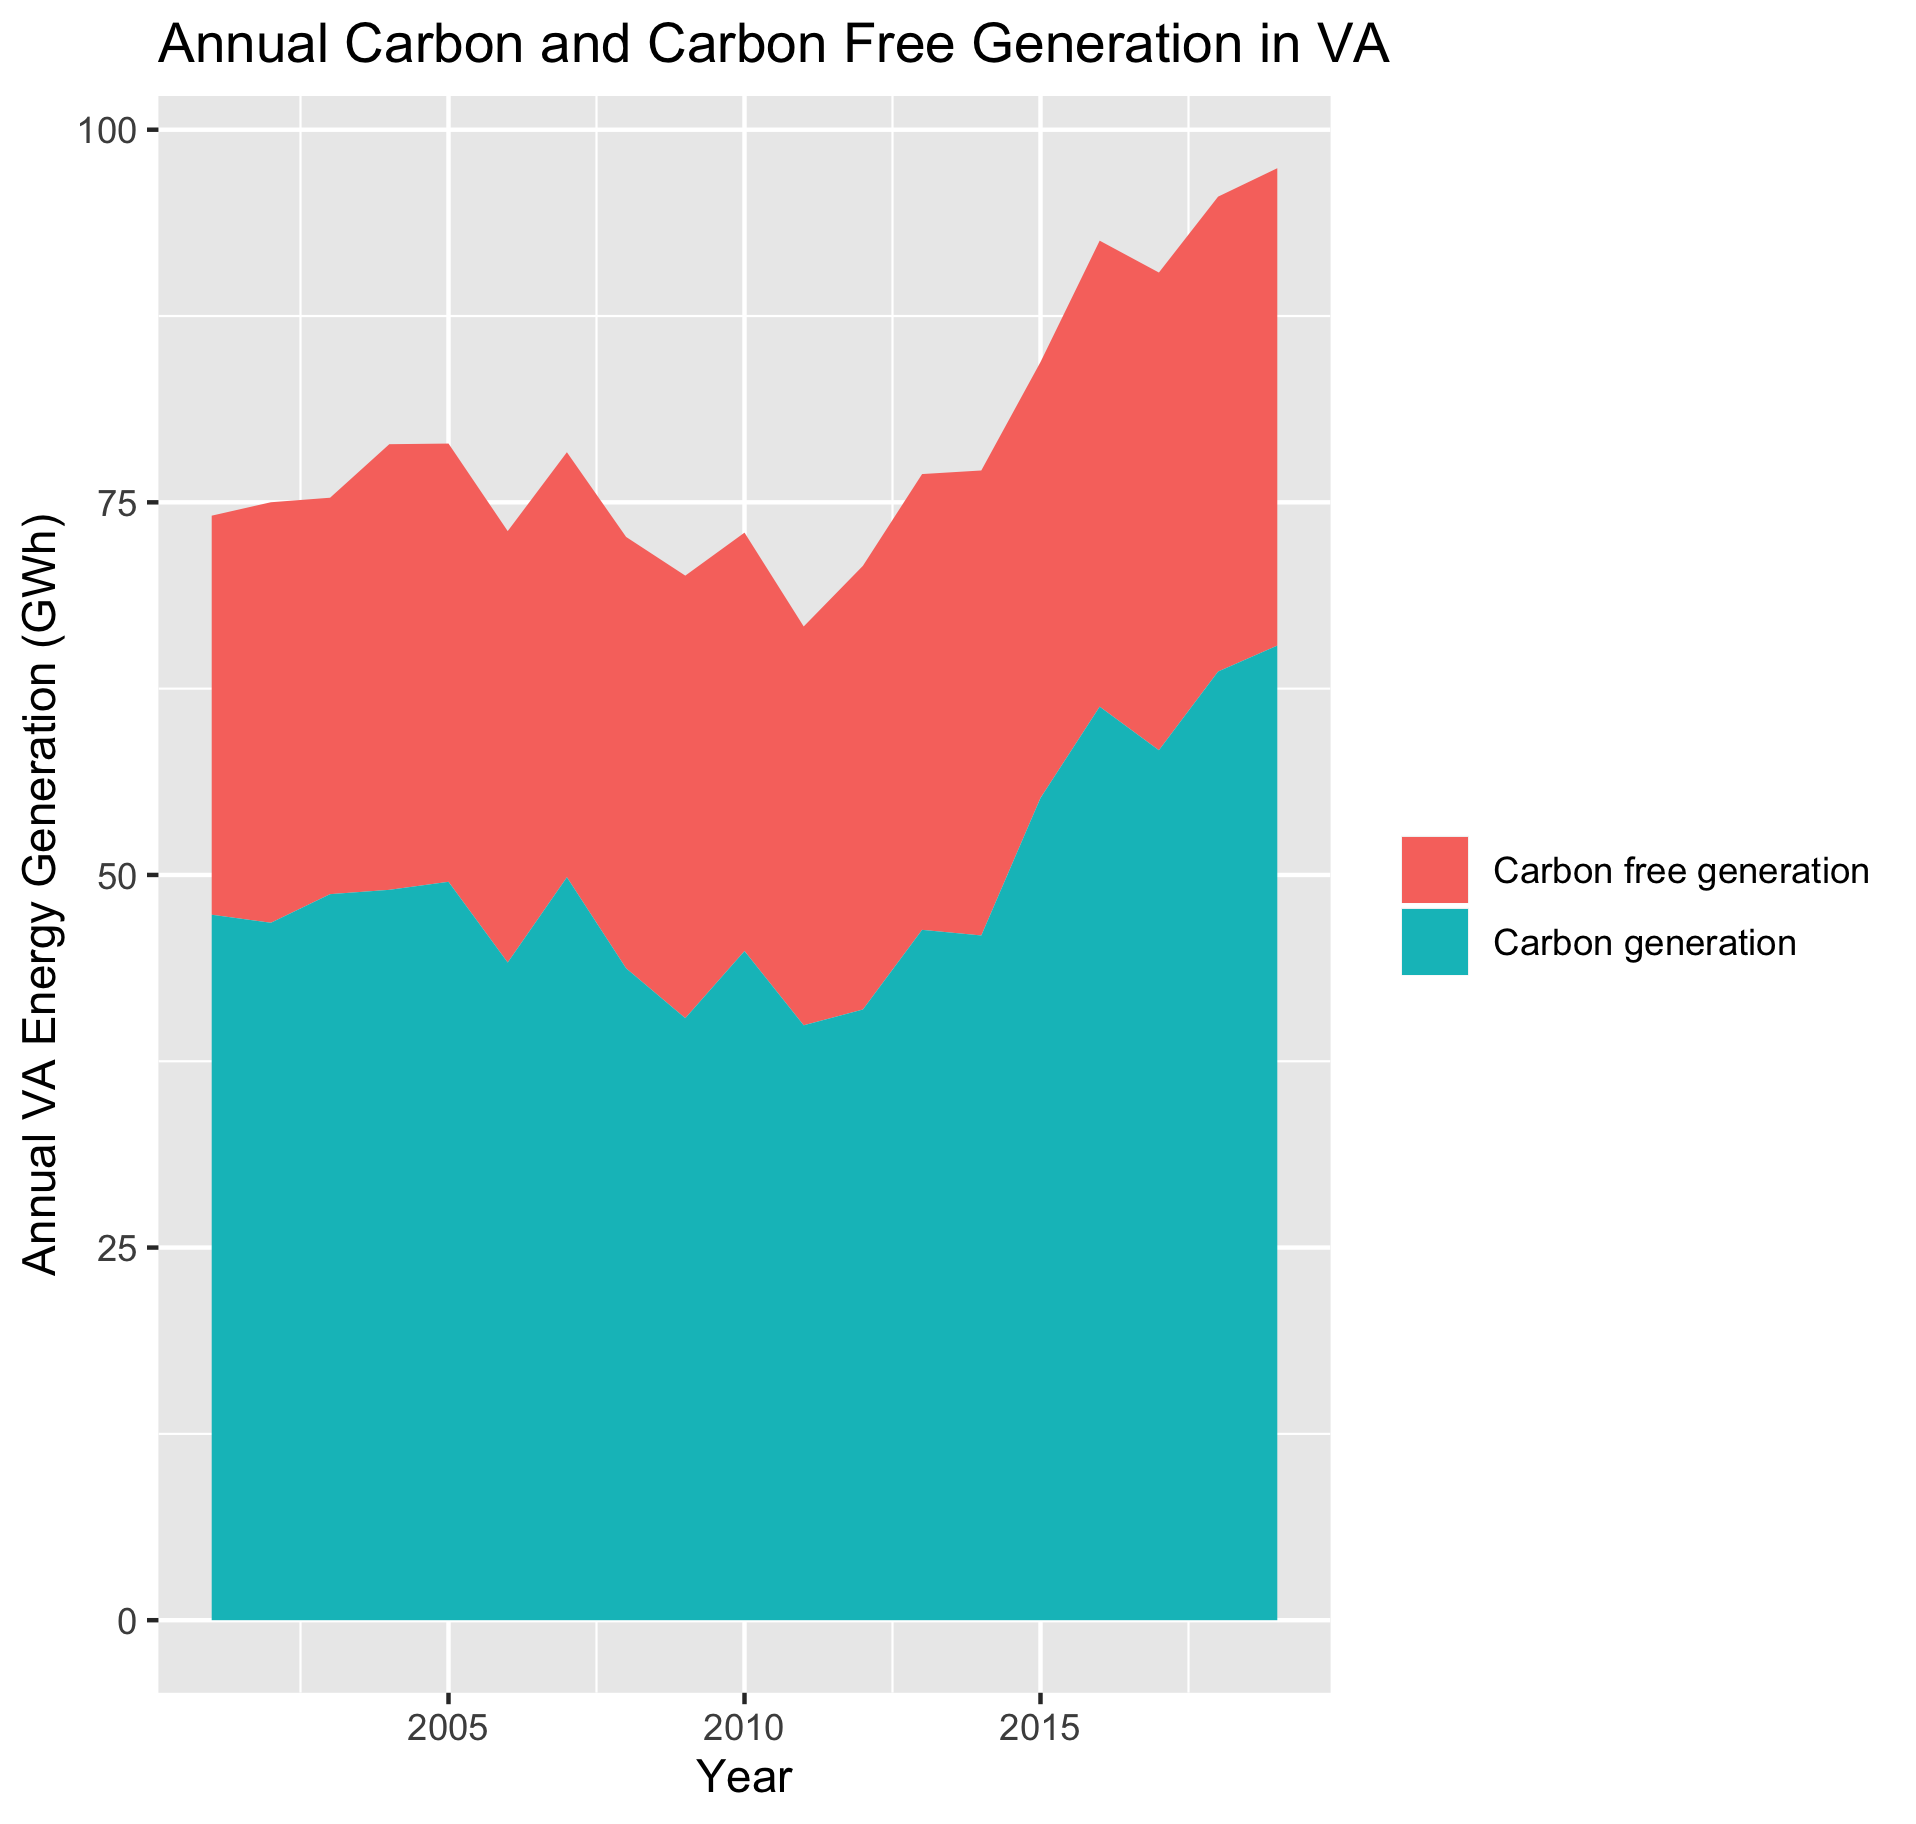 Annual Carbon and Carbon Free Generation in VA
Annual VA Energy Generation (GWh)
100
75
50
25
0
2005
2010
2015
Year
Carbon free generation
Carbon generation